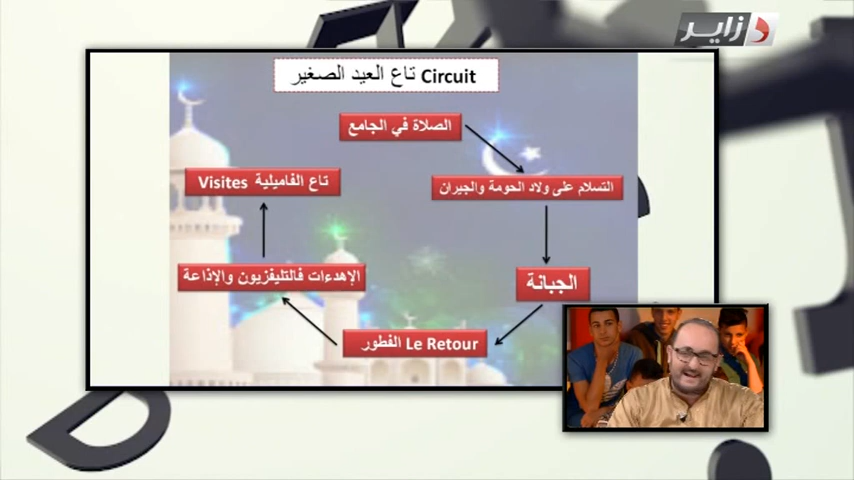 زاير
Circuit تاع العيد الصغير
الصلاة في الجامع
التسلام على ولاد الحومة والجيران
الجبانة
Le Retour الفطور
الإهدءات فالتليفزيون والإذاعة
Visites تاع الفاميلية